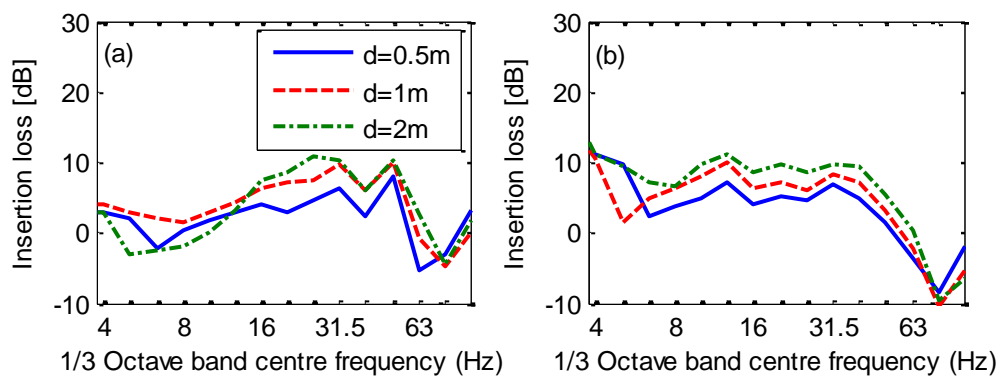 30
20
10
0
-10
Insertion loss [dB]
(a)
d=0.5m
d=1m
d=2m
4 8 16 31.5 63
1/3 Octave band centre frequency (Hz)
30
20
10
0
-10
Insertion loss [dB]
(b)
4 8 16 31.5 63
1/3 Octave band centre frequency (Hz)